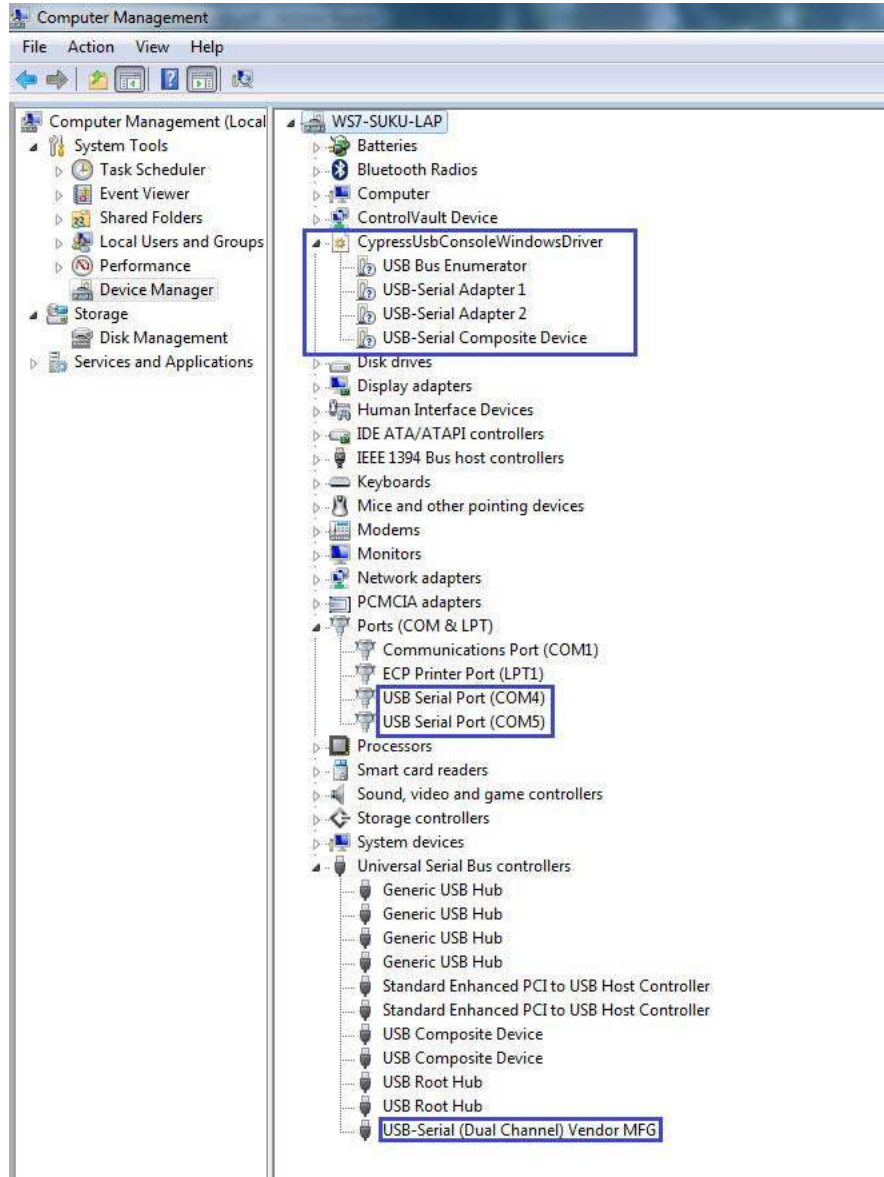 Computer Management
File Action View Help
Computer Management (Local
System Tools
Task Scheduler
Event Viewer
Shared Folders
Local Users and Groups
Performance
Device Manager
Storage
Disk Management
Services and Applications
WS7-SUKU-LAP
Batteries
Bluetooth Radios
Computer
ControlVault Device
CypressUsbConsoleWindowsDriver
USB Bus Enumerator
USB-Serial Adapter 1
USB-Serial Adapter 2
USB-Serial Composite Device
Disk drives
Display adapters
Human Interface Devices
IDE ATA/ATAPI controllers
IEEE 1394 Bus host controllers
Keyboards
Mice and other pointing devices
Modems
Monitors
Network adapters
PCMCIA adapters
Ports (COM & LPT)
Communications Port (COM1)
ECP Printer Port (LPT1)
USB Serial Port (COM4)
USB Serial Port (COM5)
Processors
Smart card readers
Sound, video and game controllers
Storage controllers
System devices
Universal Serial Bus controllers
Generic USB Hub
Generic USB Hub
Generic USB Hub
Generic USB Hub
Standard Enhanced PCI to USB Host Controller
Standard Enhanced PCI to USB Host Controller
USB Composite Device
USB Composite Device
USB Root Hub
USB Root Hub
USB-Serial (Dual Channel) Vendor MFG